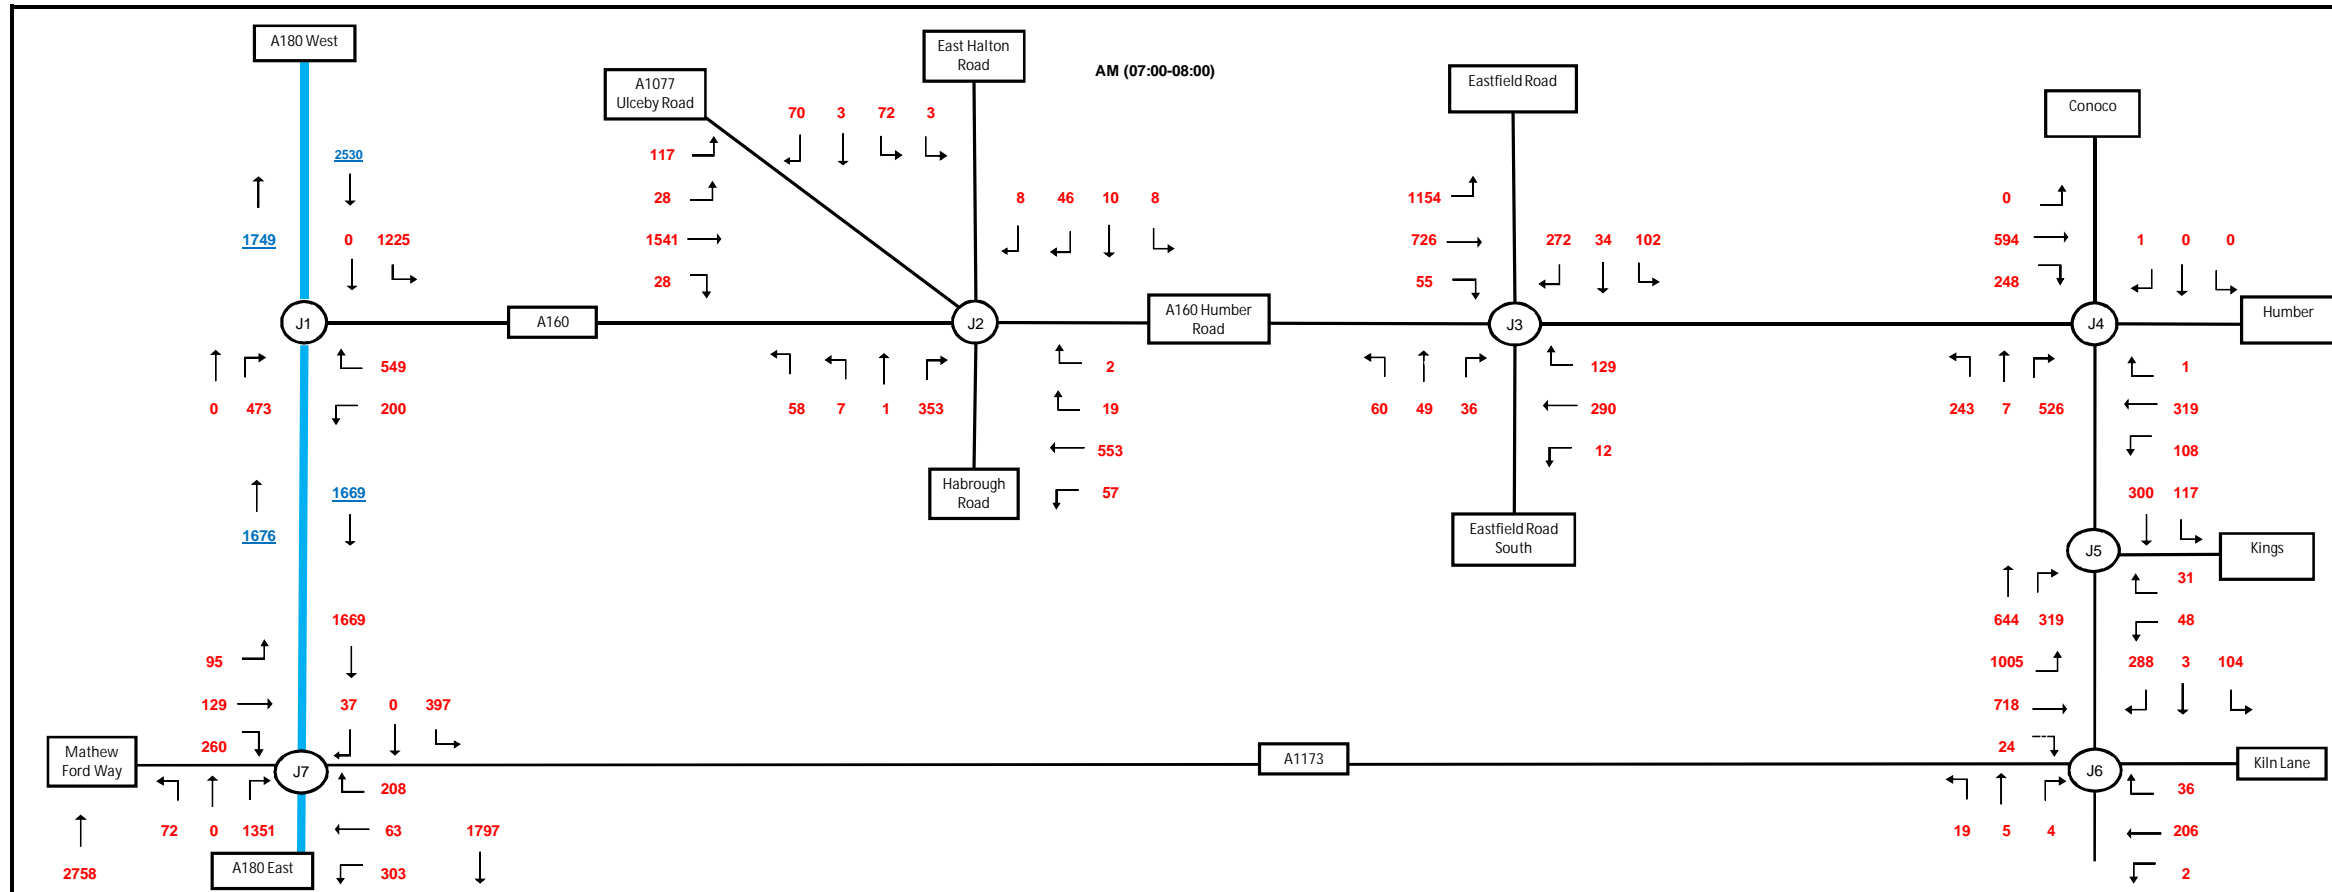 A180 West
East Halton
Road
AM (07:00-08:00)
A1077
Ulceby Road
Eastfield Road
Conoco
70 3 72 3
2530
117
28
8 46 10 8
1154
0
1749
0 1225
1541
726
272 34 102
594
1 0 0
28
55
248
J1
A160
J2
A160 Humber
Road
J3
J4
Humber
549
2
129
1
0 473
200
58 7 1 353
19
60 49 36
290
243 7 526
319
553
12
108
1669
Habrough
Road
57
300 117
1676
Eastfield Road
South
J5
Kings
31
1669
644 319
48
95
1005
288 3 104
129
37 0 397
718
260
24
Mathew
Ford Way
J7
A1173
J6
Kiln Lane
208
36
72 0 1351
63
1797
19 5 4
206
2758
A180 East
303
2